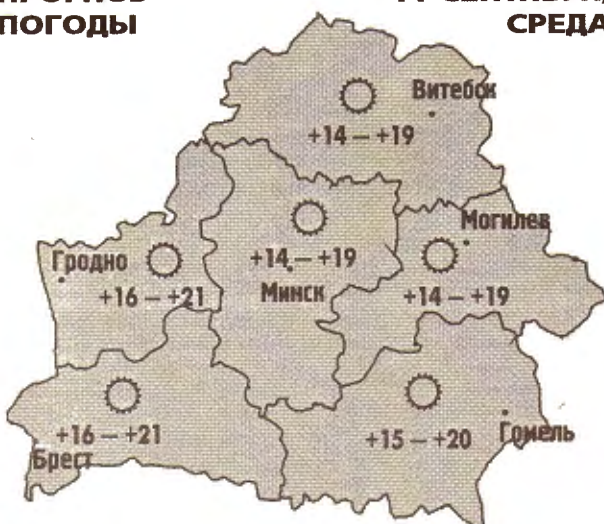 ПОГОДЫ
СРЕДА
Витебск
+14 – +19
Могилев
+14 – +19
Гродно
+16 – +21
+14 – +19
Минск
+16 – +21
Брест
+15 – +20
Гомель